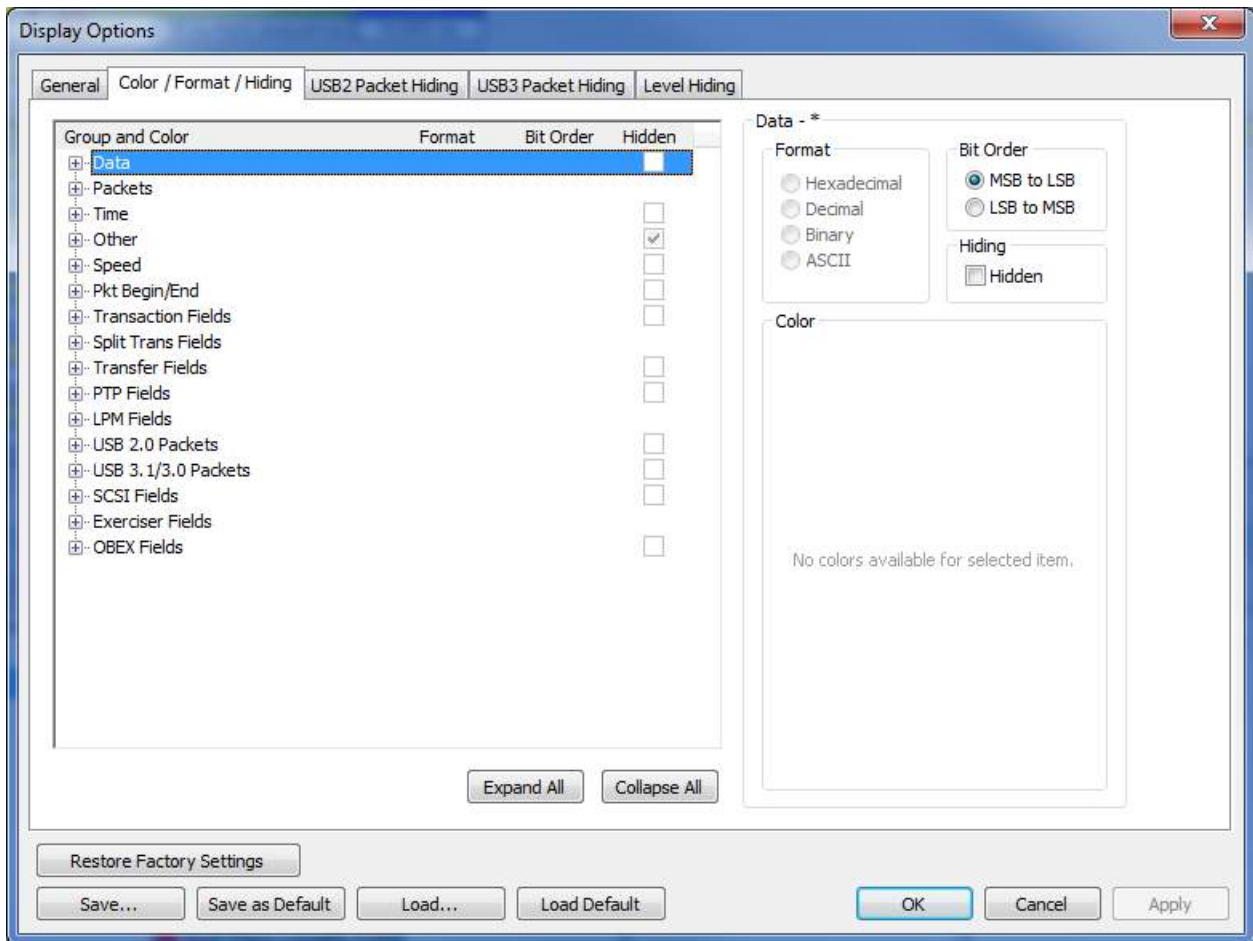 Display Options
X
General Color / Format / Hiding USB2 Packet Hiding USB3 Packet Hiding Level Hiding
Group and Color Format Bit Order Hidden
Data
Packets
Time
Other
Speed
Pkt Begin/End
Transaction Fields
Split Trans Fields
Transfer Fields
PTP Fields
LPM Fields
USB 2.0 Packets
USB 3.1/3.0 Packets
SCSI Fields
Exerciser Fields
OBEX Fields
Expand All Collapse All
Data - *
Format
Hexadecimal
Decimal
Binary
ASCII
Bit Order
MSB to LSB
LSB to MSB
Hiding
Hidden
Color
No colors available for selected item.
Restore Factory Settings
Save... Save as Default Load... Load Default OK Cancel Apply